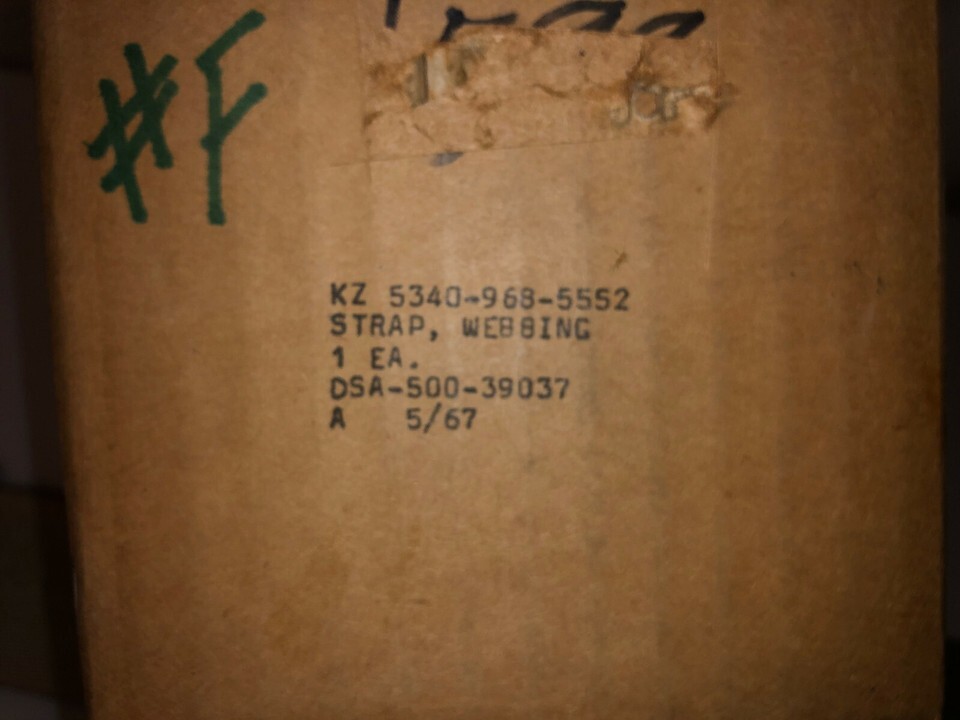 #F
KZ 5340-968-5552
STRAP, WEBBING
1 EA.
DSA-500-39037
A 5/67